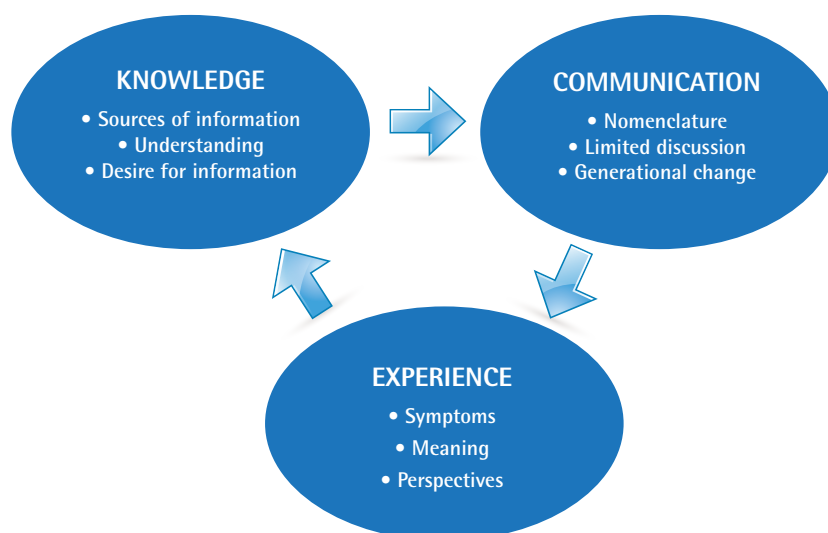 KNOWLEDGE
• Sources of information
• Understanding
• Desire for information
COMMUNICATION
• Nomenclature
• Limited discussion
• Generational change
EXPERIENCE
• Symptoms
• Meaning
• Perspectives